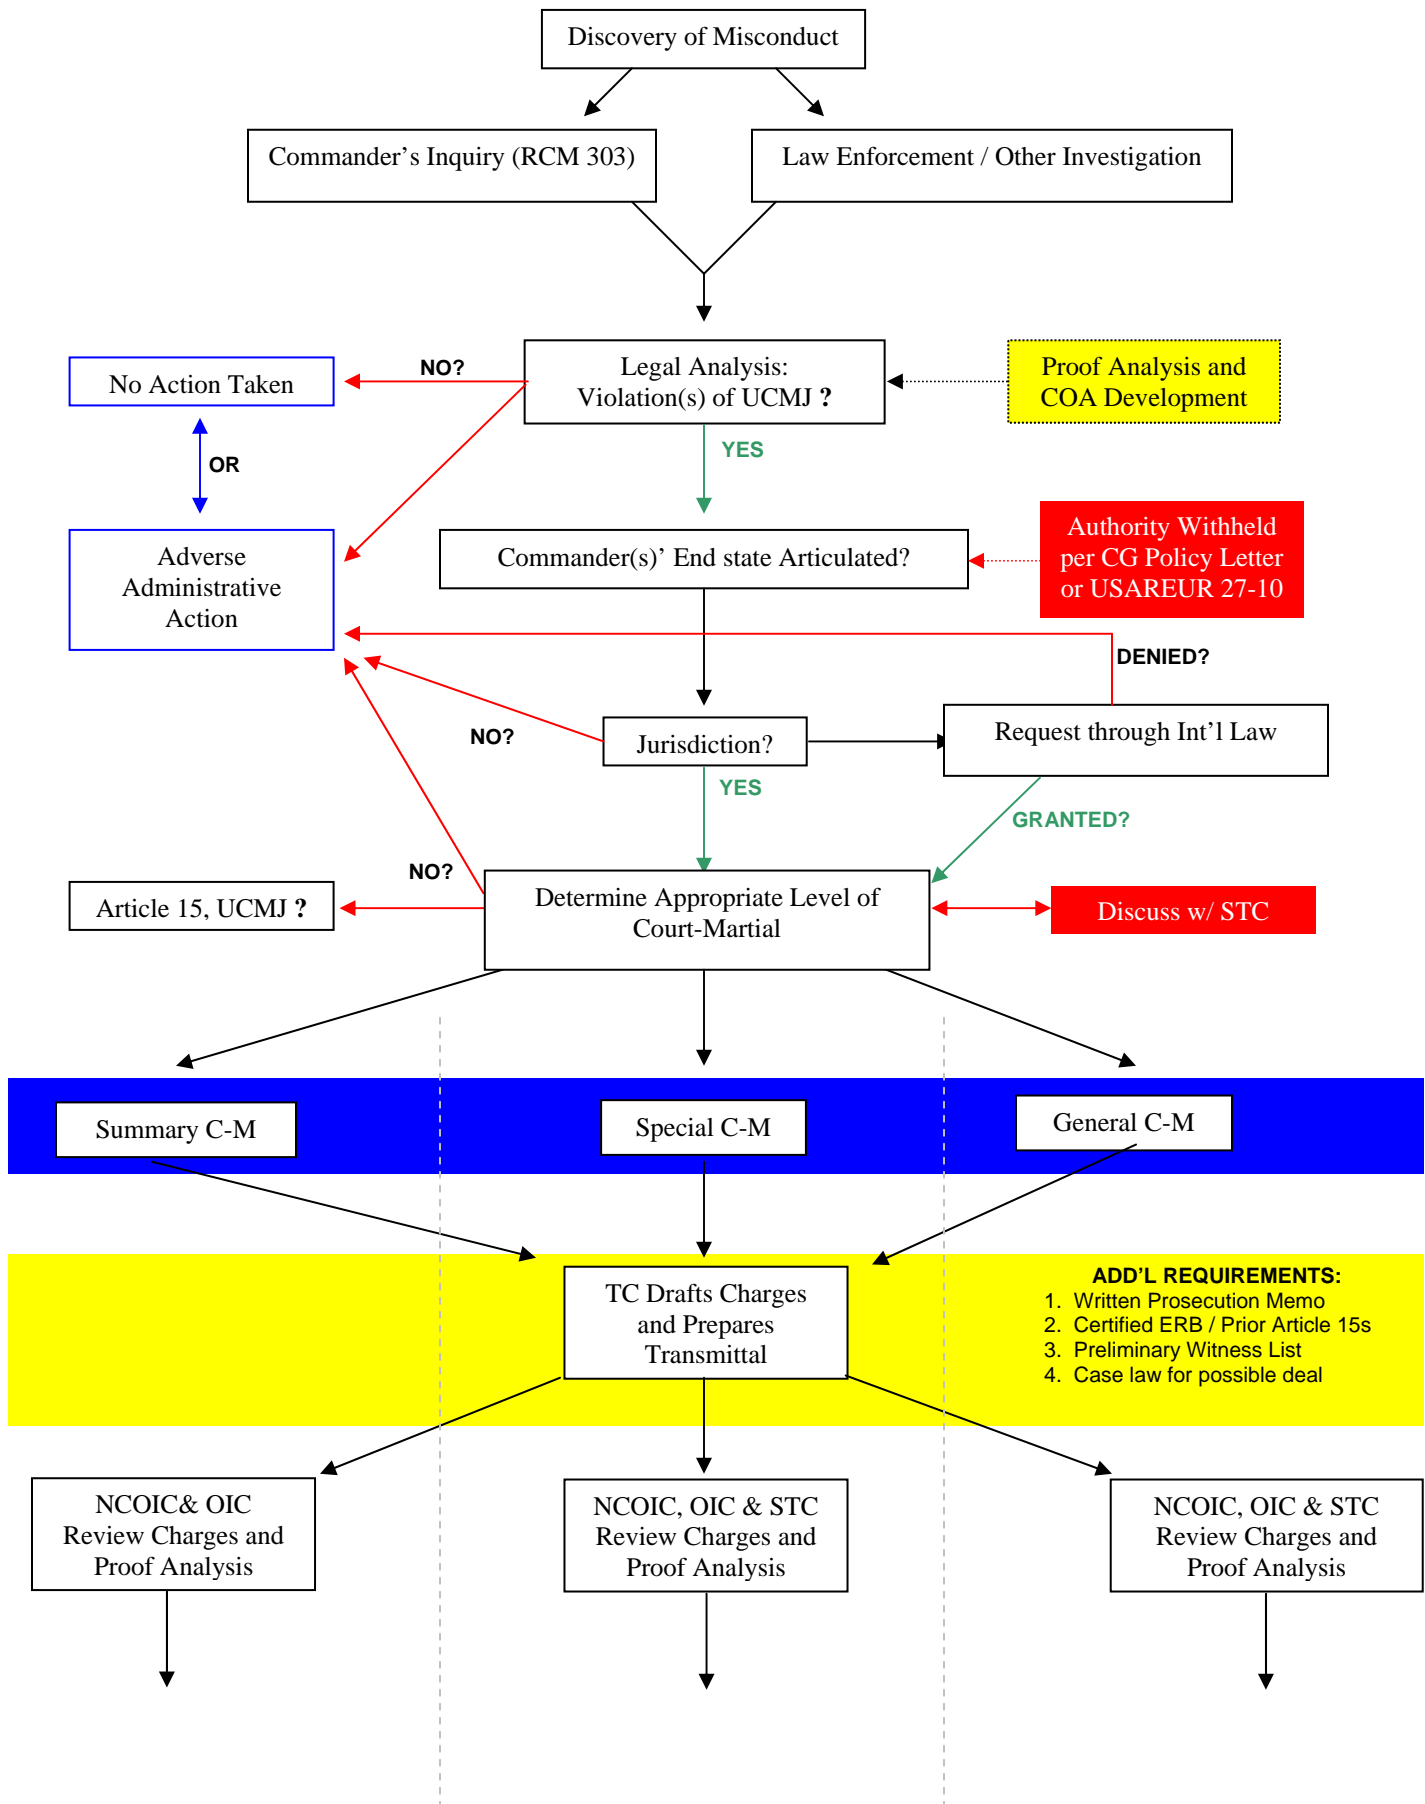 Discovery of Misconduct
Commander’s Inquiry (RCM 303)
Law Enforcement / Other Investigation
No Action Taken
NO?
Legal Analysis:
Violation(s) of UCMJ ?
Proof Analysis and
COA Development
OR
YES
Adverse
Administrative
Action
Commander(s)’ End state Articulated?
Authority Withheld
per CG Policy Letter
or USAREUR 27-10
DENIED?
NO?
Jurisdiction?
Request through Int’l Law
YES
GRANTED?
NO?
Article 15, UCMJ ?
Determine Appropriate Level of
Court-Martial
Discuss w/ STC
Summary C-M
Special C-M
General C-M
TC Drafts Charges
and Prepares
Transmittal
ADD’L REQUIREMENTS:
1. Written Prosecution Memo
2. Certified ERB / Prior Article 15s
3. Preliminary Witness List
4. Case law for possible deal
NCOIC& OIC
Review Charges and
Proof Analysis
NCOIC, OIC & STC
Review Charges and
Proof Analysis
NCOIC, OIC & STC
Review Charges and
Proof Analysis